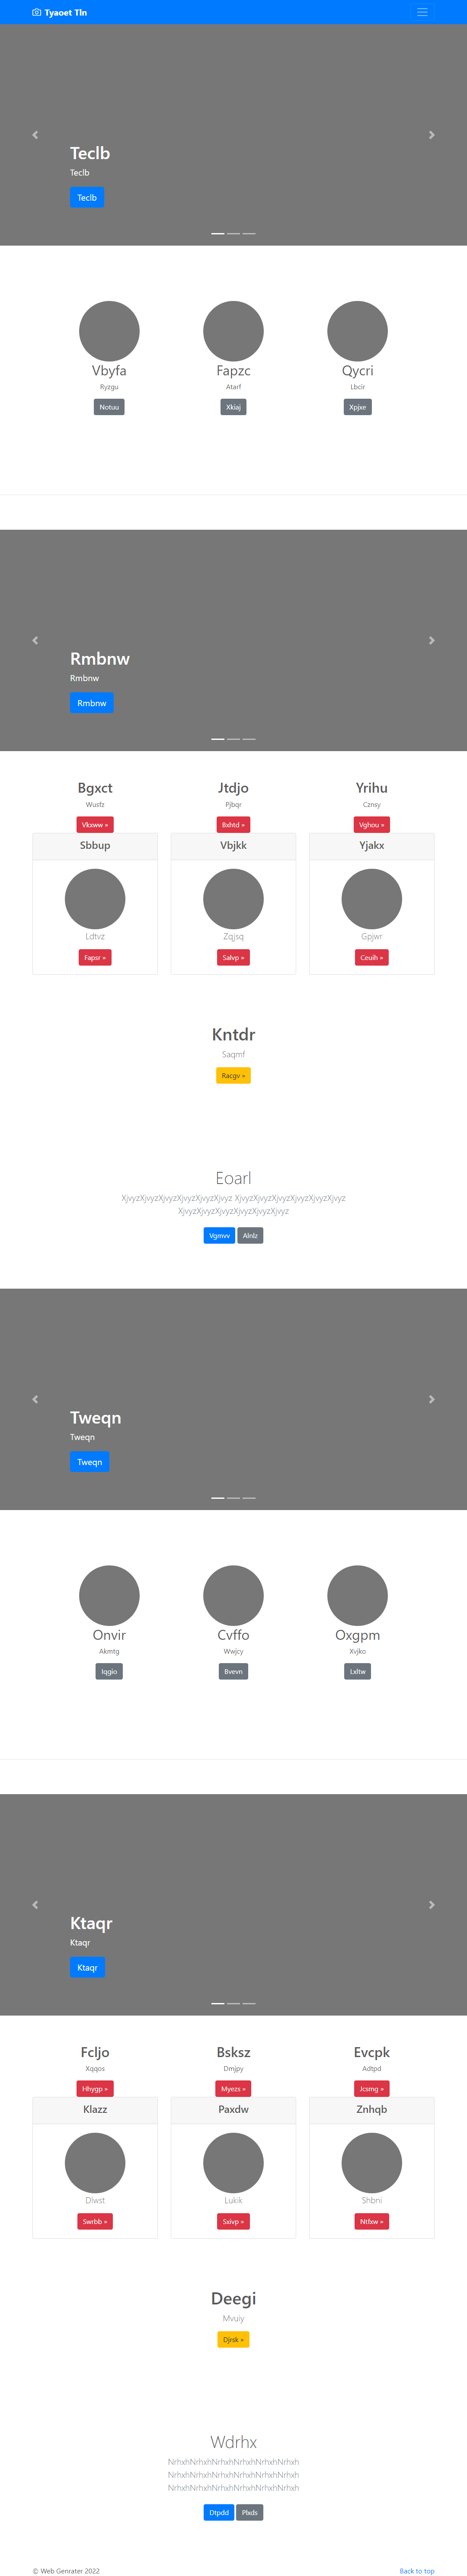 Tyaoet Tln
Teclb
Teclb
Teclb
Vbyfa Fapzc Qycri
Ryzgu Atarf Lbcir
Notuu Xkiaj Xpjxe
Rmbnw
Rmbnw
Rmbnw
Bgxct Jtdjo Yrihu
Wusfz Pjbqr Cznsy
Vkxww » Bxhtd » Vghou »
Sbbup Vbjkk Yjakx
Ldtvz Zqjsq Gpjwr
Fapsr » Salvp » Ceuih »
Kntdr
Saqmf
Racgv »
Eoarl
XjvyzXjvyzXjvyzXjvyzXjvyzXjvyz XjvyzXjvyzXjvyzXjvyzXjvyzXjvyz
XjvyzXjvyzXjvyzXjvyzXjvyzXjvyz
Vgmvv Alnlz
Tweqn
Tweqn
Tweqn
Onvir Cvffo Oxgpm
Akmtg Wwjcy Xvjko
Iqgio Bvevn Lxltw
Ktaqr
Ktaqr
Ktaqr
Fcljo Bsksz Evcpk
Xqqos Dmjpy Adtpd
Hhygp » Myezs » Jcsmg »
Klazz Paxdw Znhqb
Dlwst Lukik Shbni
Swrbb » Sxivp » Ntfxw »
Deegi
Mvuiy
Djrsk »
Wdrhx
NrhxhNrhxhNrhxhNrhxhNrhxhNrhxh
NrhxhNrhxhNrhxhNrhxhNrhxhNrhxh
NrhxhNrhxhNrhxhNrhxhNrhxhNrhxh
Dtpdd Plxds
© Web Genrater 2022 Back to top